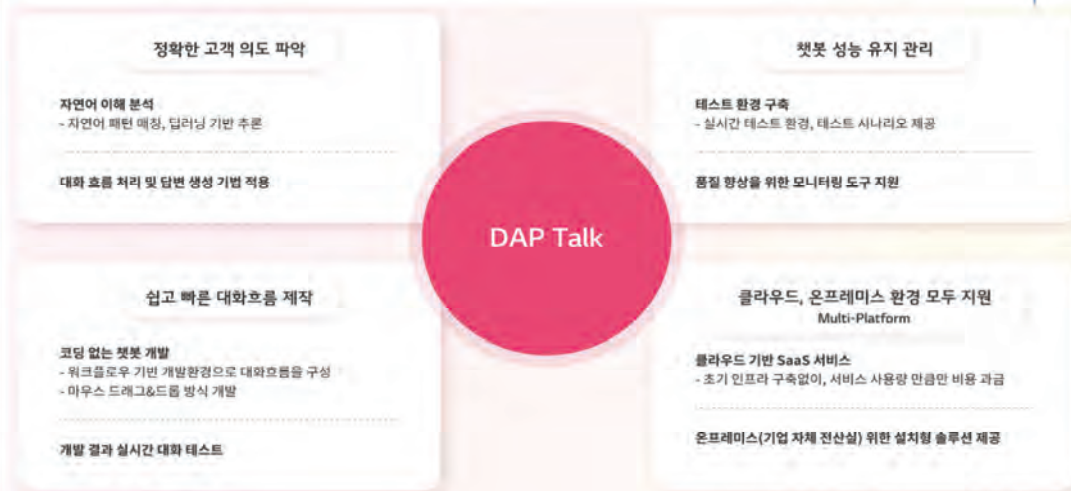 정확한 고객 의도 파악
자연어 이해 분석
- 자연어 패턴 매칭, 딥러닝 기반 추론
대화 흐름 처리 및 답변 생성 기법 적용
챗봇 성능 유지 관리
테스트 환경 구축
- 실시간 테스트 환경, 테스트 시나리오 제공
품질 향상을 위한 모니터링 도구 지원
DAP Talk
쉽고 빠른 대화흐름 제작
코딩 없는 챗봇 개발
- 워크플로우 기반 개발환경으로 대화흐름을 구성
- 마우스 드래그&드롭 방식 개발
개발 결과 실시간 대화 테스트
클라우드, 온프레미스 환경 모두 지원
Multi-Platform
클라우드 기반 SaaS 서비스
- 초기 인프라 구축없이, 서비스 사용량 만큼만 비용 과금
온프레미스(기업 자체 전산실) 위한 설치형 솔루션 제공